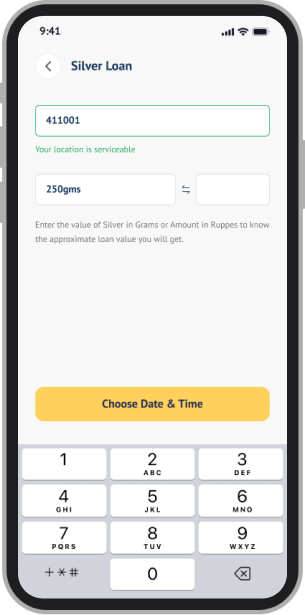 9:41
Silver Loan
411001
Your location is serviceable
250gms
Enter the value of Silver in Grams or Amount in Ruppes to know
the approximate loan value you will get.
Choose Date & Time
1
2 ABC
3 DEF
4 GHI
5 JKL
6 MNO
7 PQRS
8 TUV
9 WXYZ
+*#
0